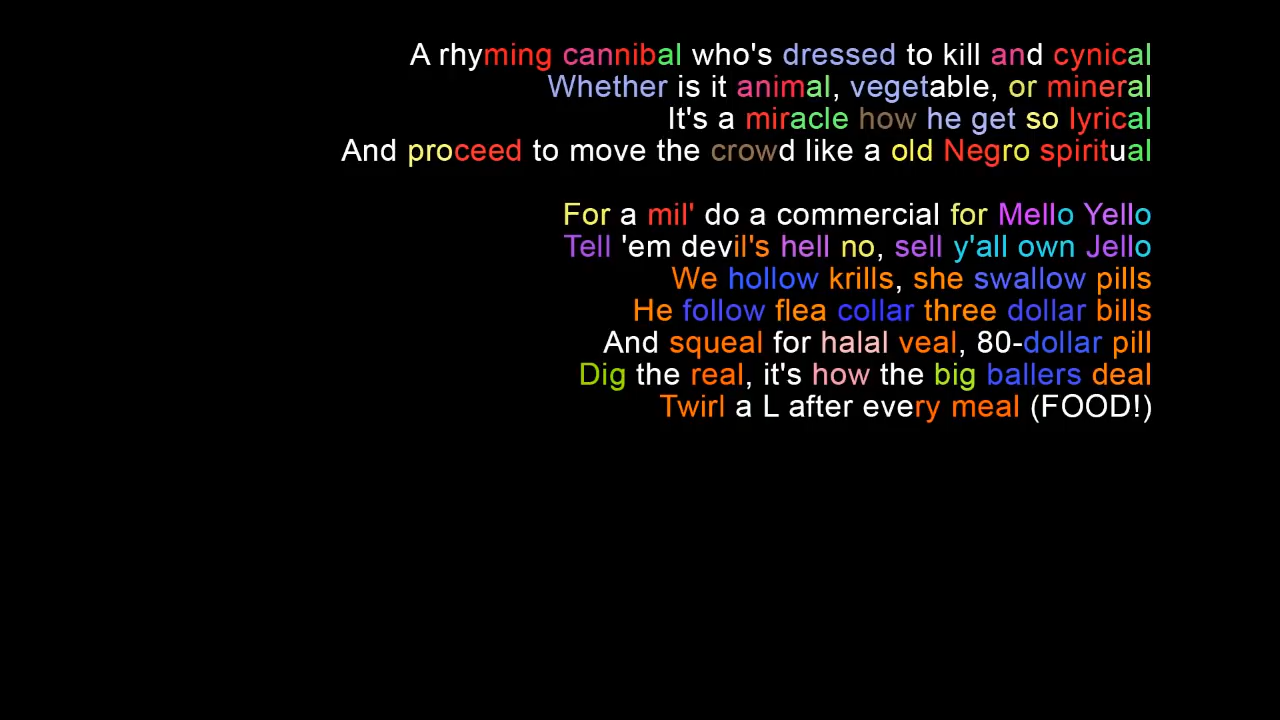 A rhyming cannibal who's dressed to kill and cynical
Whether is it animal, vegetable, or mineral
It's a miracle how he get so lyrical
And proceed to move the crowd like a old Negro spiritual
For a mil' do a commercial for Mello Yello
Tell 'em devil's hell no, sell y'all own Jello
We hollow krills, she swallow pills
He follow flea collar three dollar bills
And squeal for halal veal, 80-dollar pill
Dig the real, it's how the big ballers deal
Twirl a L after every meal (FOOD!)